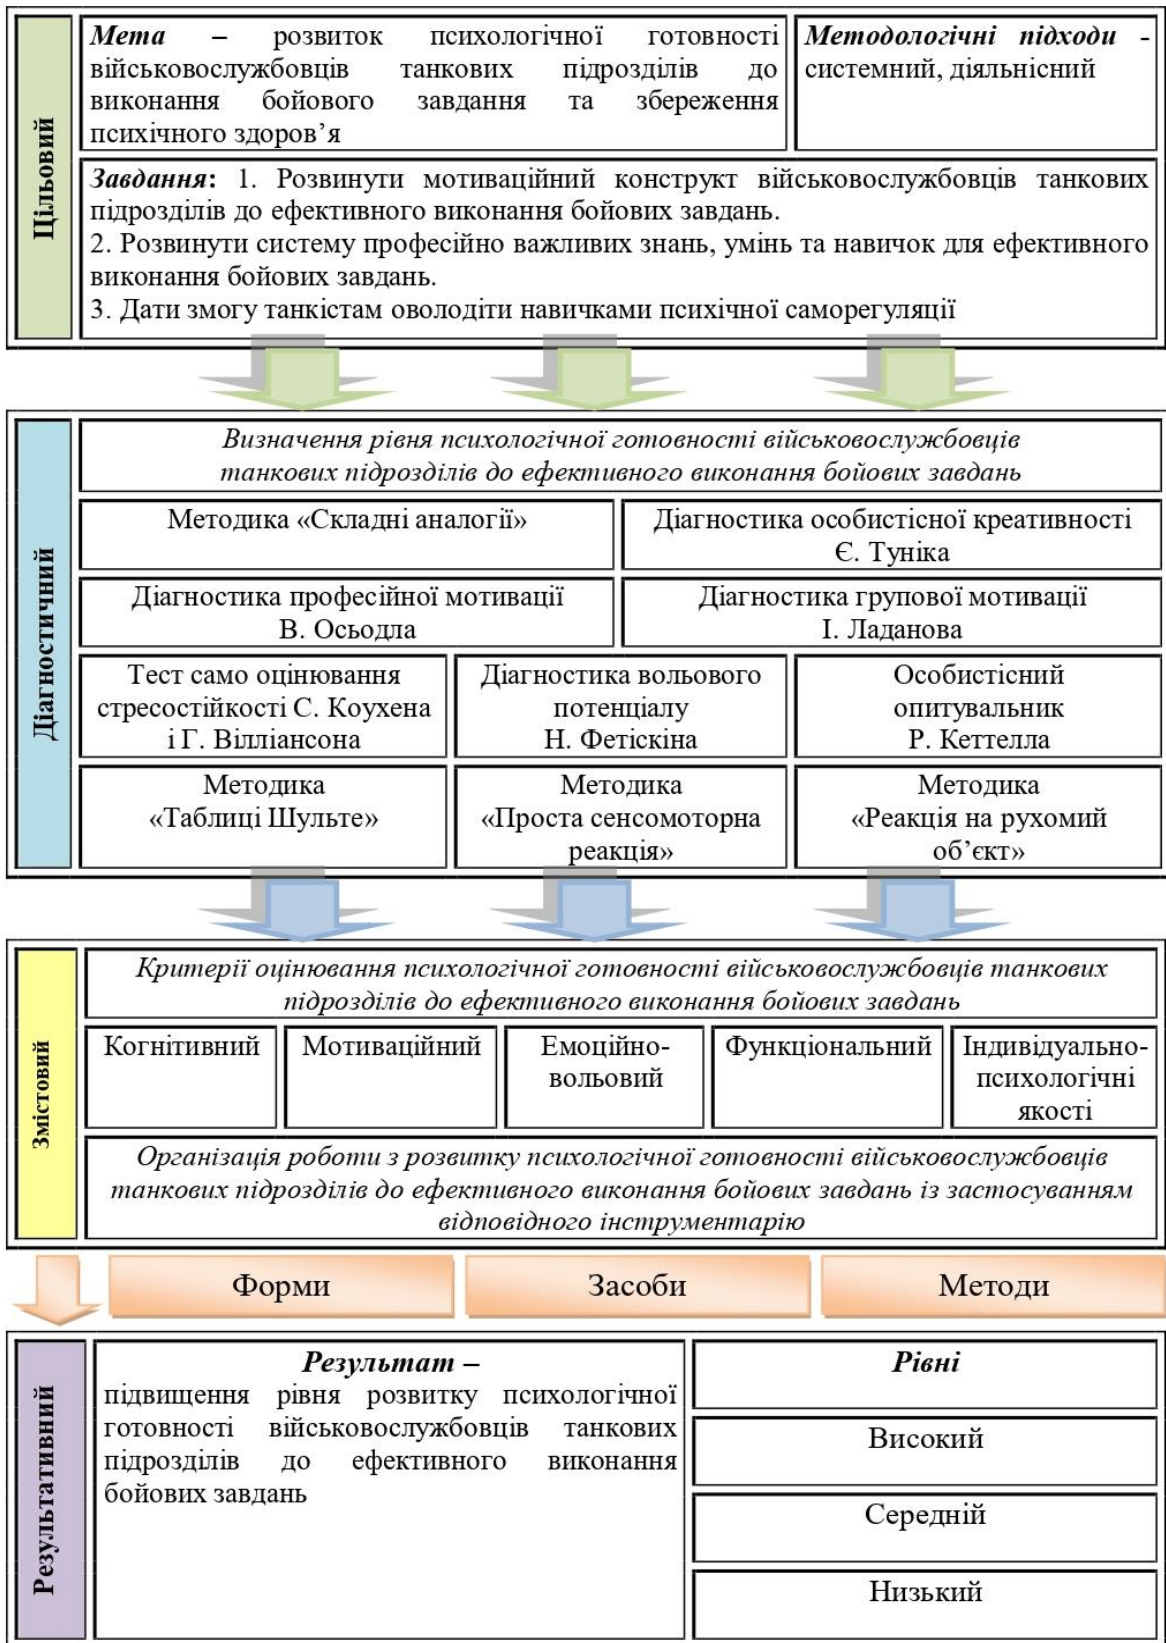 Цільовий
Мета – розвиток психологічної готовності
військовослужбовців танкових підрозділів до
виконання бойового завдання та збереження
психічного здоров’я
Методологічні підходи -
системний, діяльнісний
Завдання: 1. Розвинути мотиваційний конструкт військовослужбовців танкових
підрозділів до ефективного виконання бойових завдань.
2. Розвинути систему професійно важливих знань, умінь та навичок для ефективного
виконання бойових завдань.
3. Дати змогу танкістам оволодіти навичками психічної саморегуляції
Діагностичний
Визначення рівня психологічної готовності військовослужбовців
танкових підрозділів до ефективного виконання бойових завдань
Методика «Складні аналогії»
Діагностика особистісної креативності
Є. Туніка
Діагностика професійної мотивації
В. Осьодла
Діагностика групової мотивації
І. Ладанова
Тест само оцінювання
стресостійкості С. Коухена
і Г. Вілліансона
Діагностика вольового
потенціалу
Н. Фетіскіна
Особистісний
опитувальник
Р. Кеттелла
Методика
«Таблиці Шульте»
Методика
«Проста сенсомоторна
реакція»
Методика
«Реакція на рухомий
об’єкт»
Змістовий
Критерії оцінювання психологічної готовності військовослужбовців танкових
підрозділів до ефективного виконання бойових завдань
Когнітивний
Мотиваційний
Емоційно-
вольовий
Функціональний
Індивідуально-
психологічні
якості
Організація роботи з розвитку психологічної готовності військовослужбовців
танкових підрозділів до ефективного виконання бойових завдань із застосуванням
відповідного інструментарію
Форми
Засоби
Методи
Результативний
Результат –
підвищення рівня розвитку психологічної
готовності військовослужбовців танкових
підрозділів до ефективного виконання
бойових завдань
Рівні
Високий
Середній
Низький